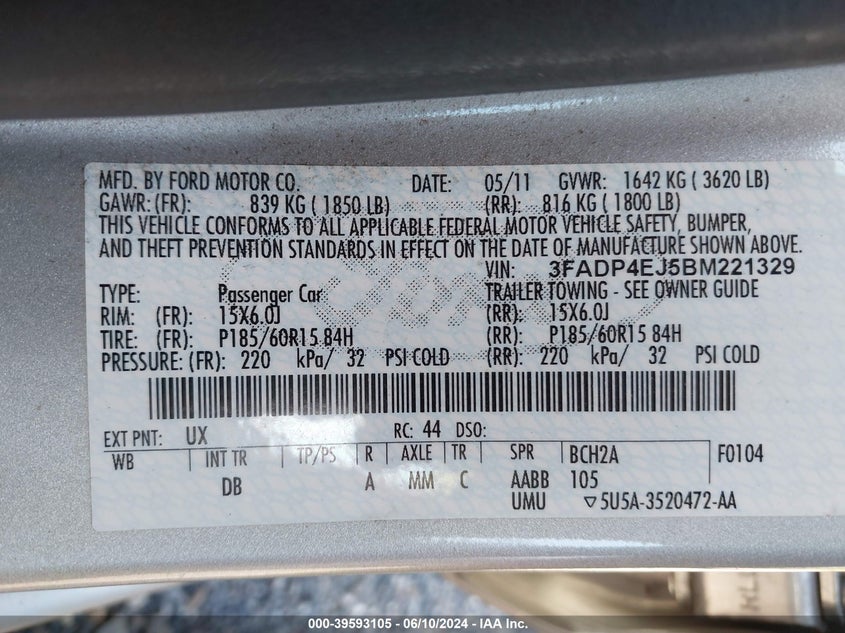 MFD. BY FORD MOTOR CO. DATE: 05/11 GVWR: 1642 KG ( 3620 LB)
GAWR: (FR): 839 KG ( 1850 LB) (RR): 816 KG ( 1800 LB)
THIS VEHICLE CONFORMS TO ALL APPLICABLE FEDERAL MOTOR VEHICLE SAFETY, BUMPER,
AND THEFT PREVENTION STANDARDS IN EFFECT ON THE DATE OF MANUFACTURE SHOWN ABOVE.
VIN: 3FADP4EJ5BM221329
TYPE: Passenger Car TRAILER TOWING - SEE OWNER GUIDE
RIM: (FR): 15X6.0J (RR): 15X6.0J
TIRE: (FR): P185/60R15 84H (RR): P185/60R15 84H
PRESSURE: (FR): 220 kPa/ 32 PSI COLD (RR): 220 kPa/ 32 PSI COLD
EXT PNT: UX RC: 44 DSO:
WB INT TR TP/PS R AXLE TR SPR BCH2A F0104
DB A MM C AABB 105
UMU ▽5U5A-3520472-AA
000-39593105 - 06/10/2024 - IAA Inc.